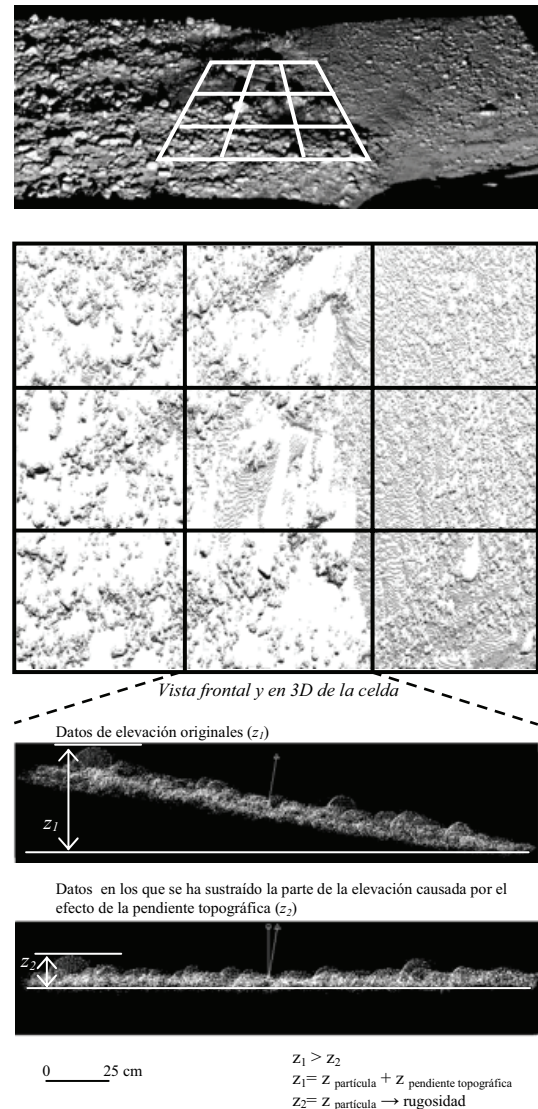 Vista frontal y en 3D de la celda
Datos de elevación originales (z1)
z1
Datos en los que se ha sustraído la parte de la elevación causada por el
efecto de la pendiente topográfica (z2)
z2
0 25 cm
z1 > z2
z1= z partícula + z pendiente topográfica
z2= z partícula → rugosidad